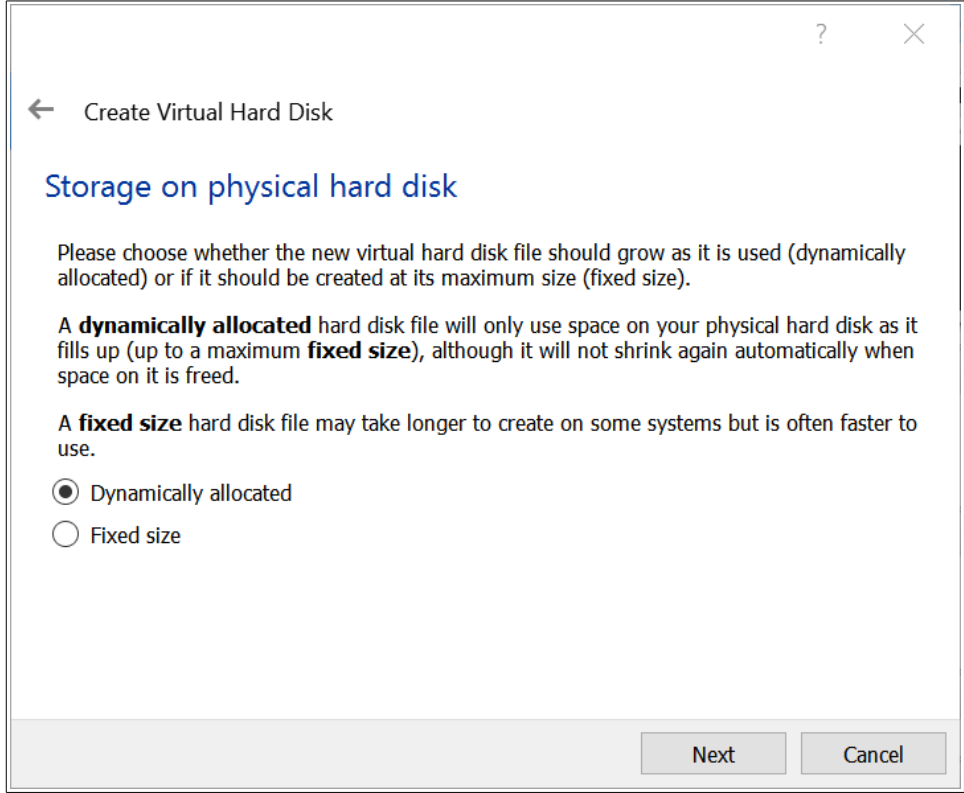 ?
Create Virtual Hard Disk
Storage on physical hard disk
Please choose whether the new virtual hard disk file should grow as it is used (dynamically
allocated) or if it should be created at its maximum size (fixed size).
A dynamically allocated hard disk file will only use space on your physical hard disk as it
fills up (up to a maximum fixed size), although it will not shrink again automatically when
space on it is freed.
A fixed size hard disk file may take longer to create on some systems but is often faster to
use.
Dynamically allocated
Fixed size
Next Cancel